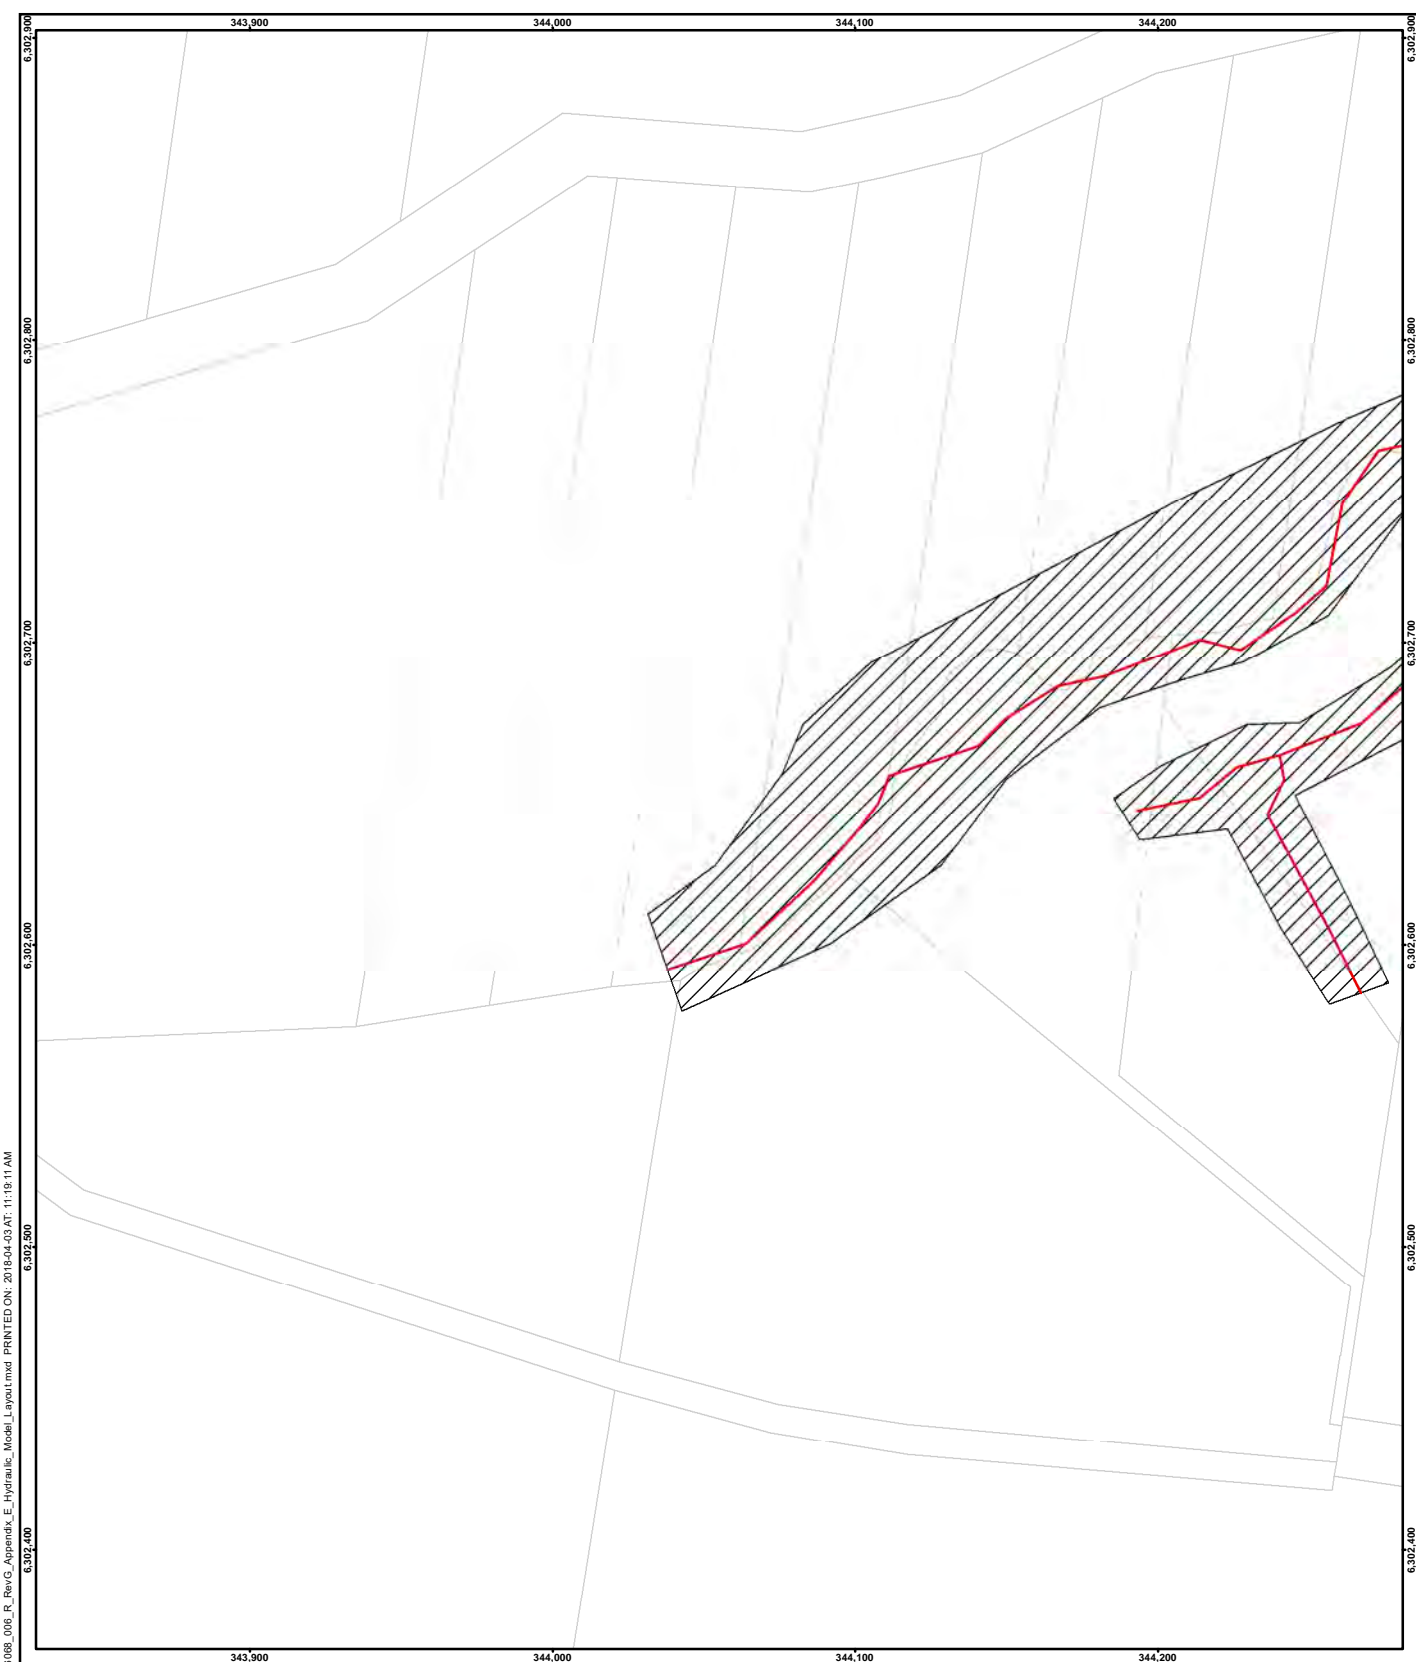 343,900 344,000 344,100 344,200
6,302,900 6,302,900
6,302,800 6,302,800
6,302,700 6,302,700
6,302,600 6,302,600
6,302,500 6,302,500
6,302,400 6,302,400
343,900 344,000 344,100 344,200
068_006_R_RevG_Appendix_E_Hydraulic_Model_Layout.mxd PRINTED ON: 2018-04-03 AT: 11:19:11 AM